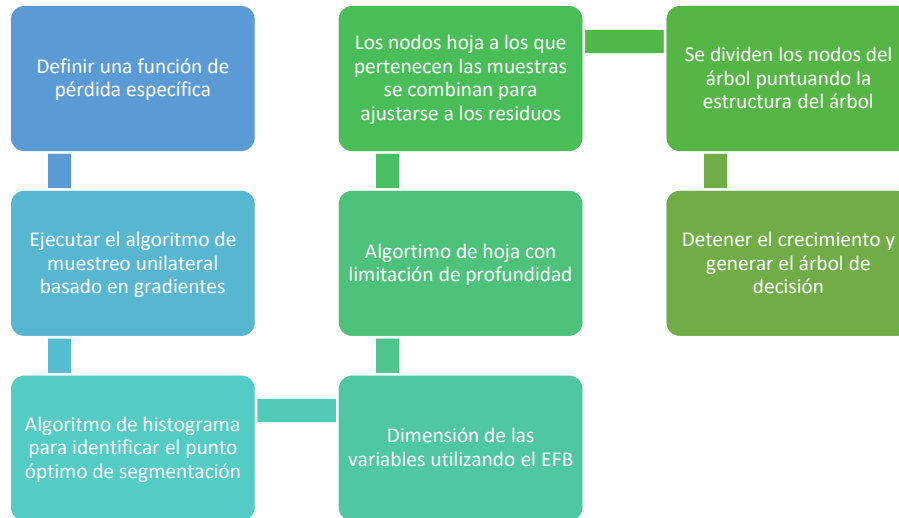 Definir una función de
pérdida específica
Ejecutar el algoritmo de
muestreo unilateral
basado en gradientes
Algoritmo de histograma
para identificar el punto
óptimo de segmentación
Dimensión de las
variables utilizando el EFB
Algortimo de hoja con
limitación de profundidad
Los nodos hoja a los que
pertenecen las muestras
se combinan para
ajustarse a los residuos
Se dividen los nodos del
árbol puntuando la
estructura del árbol
Detener el crecimiento y
generar el árbol de
decisión